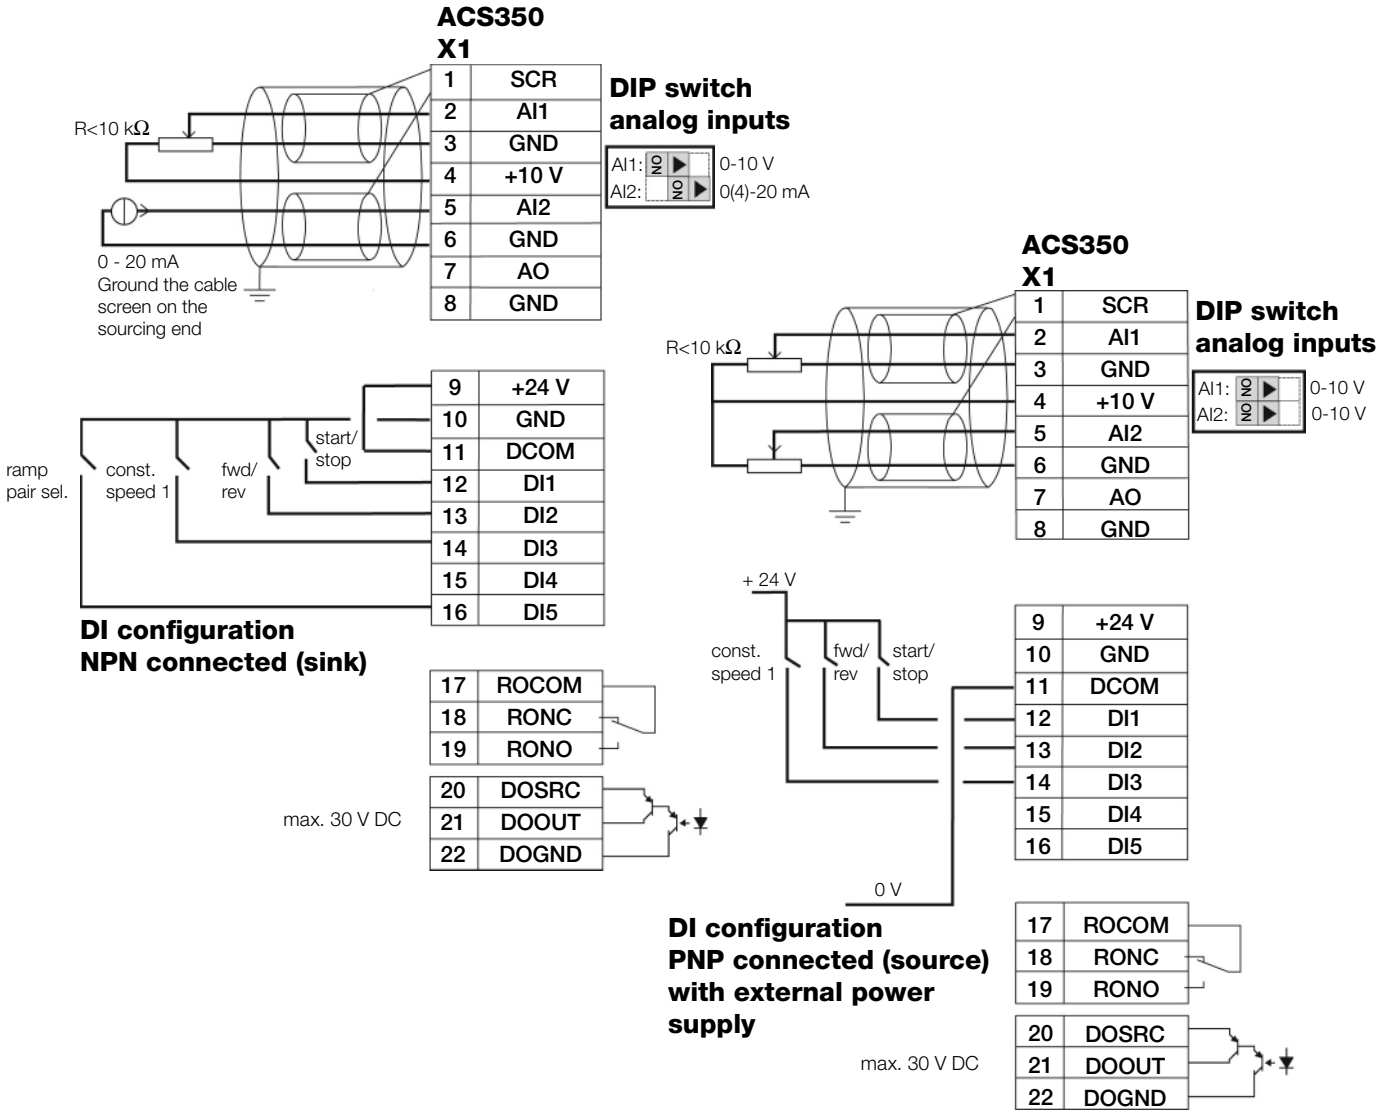 ACS350
X1
1 SCR
2 AI1
3 GND
4 +10 V
5 AI2
6 GND
7 AO
8 GND
DIP switch
analog inputs
AI1: ON 0-10 V
AI2: ON 0(4)-20 mA
R<10 kΩ
0 - 20 mA
Ground the cable
screen on the
sourcing end
9 +24 V
10 GND
11 DCOM
12 DI1
13 DI2
14 DI3
15 DI4
16 DI5
ramp
pair sel.
const.
speed 1
fwd/
rev
start/
stop
DI configuration
NPN connected (sink)
17 ROCOM
18 RONC
19 RONO
20 DOSRC
21 DOOUT
22 DOGND
max. 30 V DC
ACS350
X1
1 SCR
2 AI1
3 GND
4 +10 V
5 AI2
6 GND
7 AO
8 GND
DIP switch
analog inputs
AI1: ON 0-10 V
AI2: ON 0-10 V
R<10 kΩ
+ 24 V
const.
speed 1
fwd/
rev
start/
stop
9 +24 V
10 GND
11 DCOM
12 DI1
13 DI2
14 DI3
15 DI4
16 DI5
0 V
DI configuration
PNP connected (source)
with external power
supply
17 ROCOM
18 RONC
19 RONO
20 DOSRC
21 DOOUT
22 DOGND
max. 30 V DC